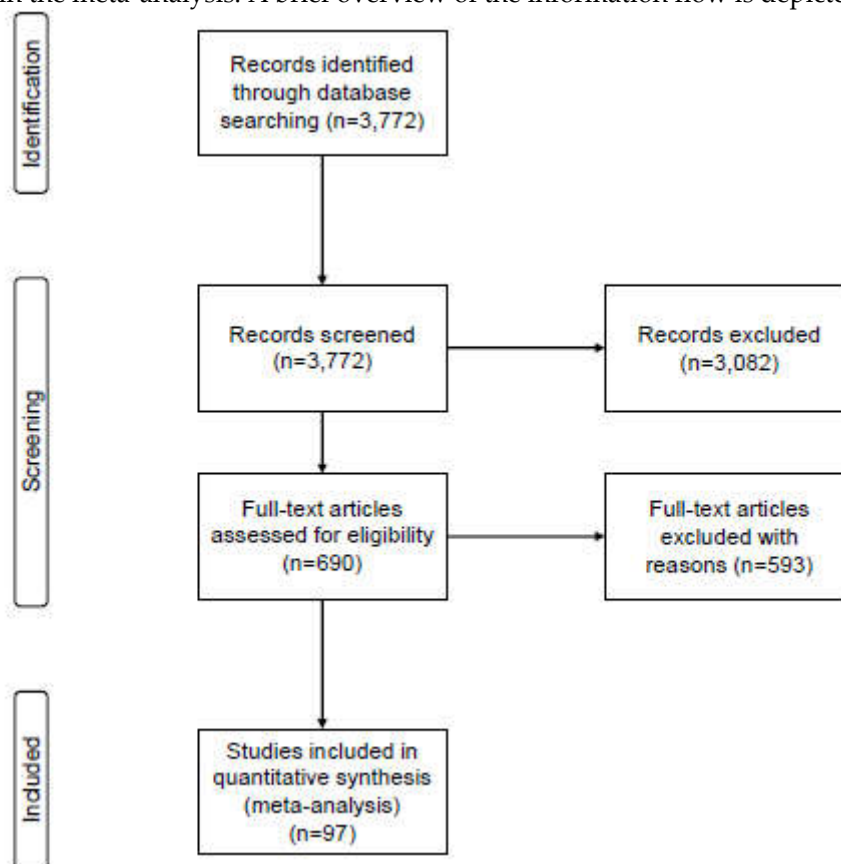 in the meta-analysis. A brief overview of the information flow is depicte
Identification
Records identified
through database
searching (n=3,772)
Screening
Records screened
(n=3,772)
Records excluded
(n=3,082)
Full-text articles
assessed for eligibility
(n=690)
Full-text articles
excluded with
reasons (n=593)
Included
Studies included in
quantitative synthesis
(meta-analysis)
(n=97)